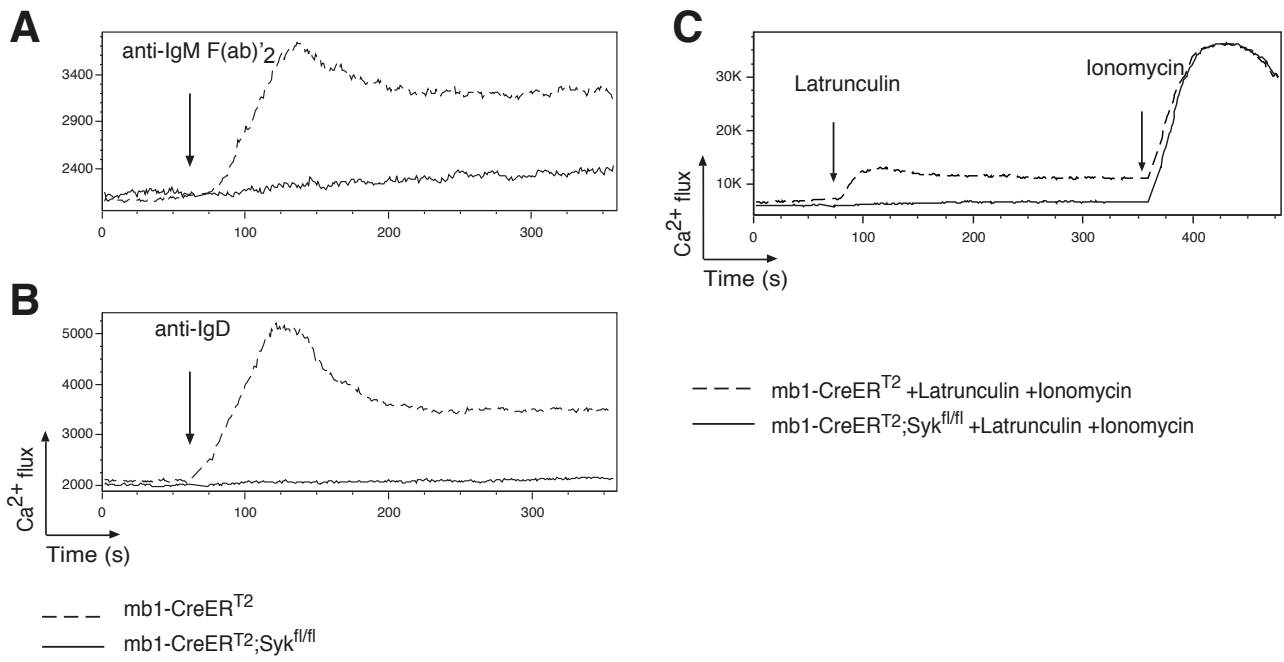 A
anti-IgM F(ab)'2
3400
2900
2400
0 100 200 300
B
anti-IgD
5000
4000
3000
2000
0 100 200 300
Ca2+ flux
Time (s)
mb1-CreERT2
mb1-CreERT2;Sykfl/fl
C
Latrunculin
Ionomycin
30K
20K
10K
0 100 200 300 400
Ca2+ flux
Time (s)
mb1-CreERT2 +Latrunculin +Ionomycin
mb1-CreERT2;Sykfl/fl +Latrunculin +Ionomycin